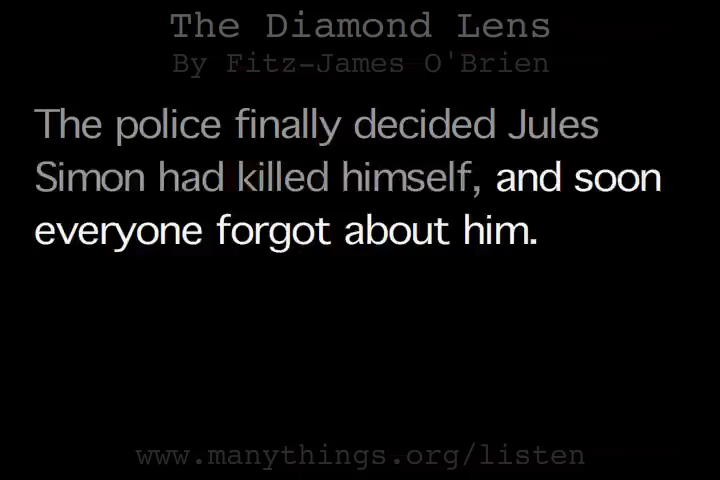 The Diamond Lens
By Fitz-James O'Brien
The police finally decided Jules
Simon had killed himself, and soon
everyone forgot about him.
www.manythings.org/listen